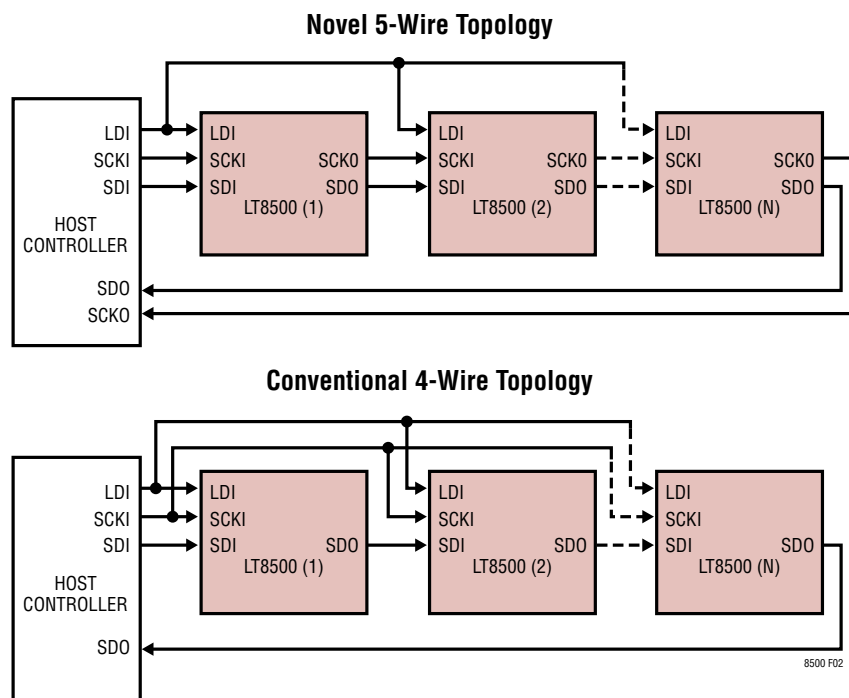 Novel 5-Wire Topology
LDI
SCKI
SDI
HOST
CONTROLLER
SDO
SCKO
LDI
SCKI
SCK0
SDI
SDO
LT8500 (1)
LDI
SCKI
SCK0
SDI
SDO
LT8500 (2)
LDI
SCKI
SCK0
SDI
SDO
LT8500 (N)
Conventional 4-Wire Topology
LDI
SCKI
SDI
HOST
CONTROLLER
SDO
LDI
SCKI
SDI
SDO
LT8500 (1)
LDI
SCKI
SDI
SDO
LT8500 (2)
LDI
SCKI
SDI
SDO
LT8500 (N)
8500 F02